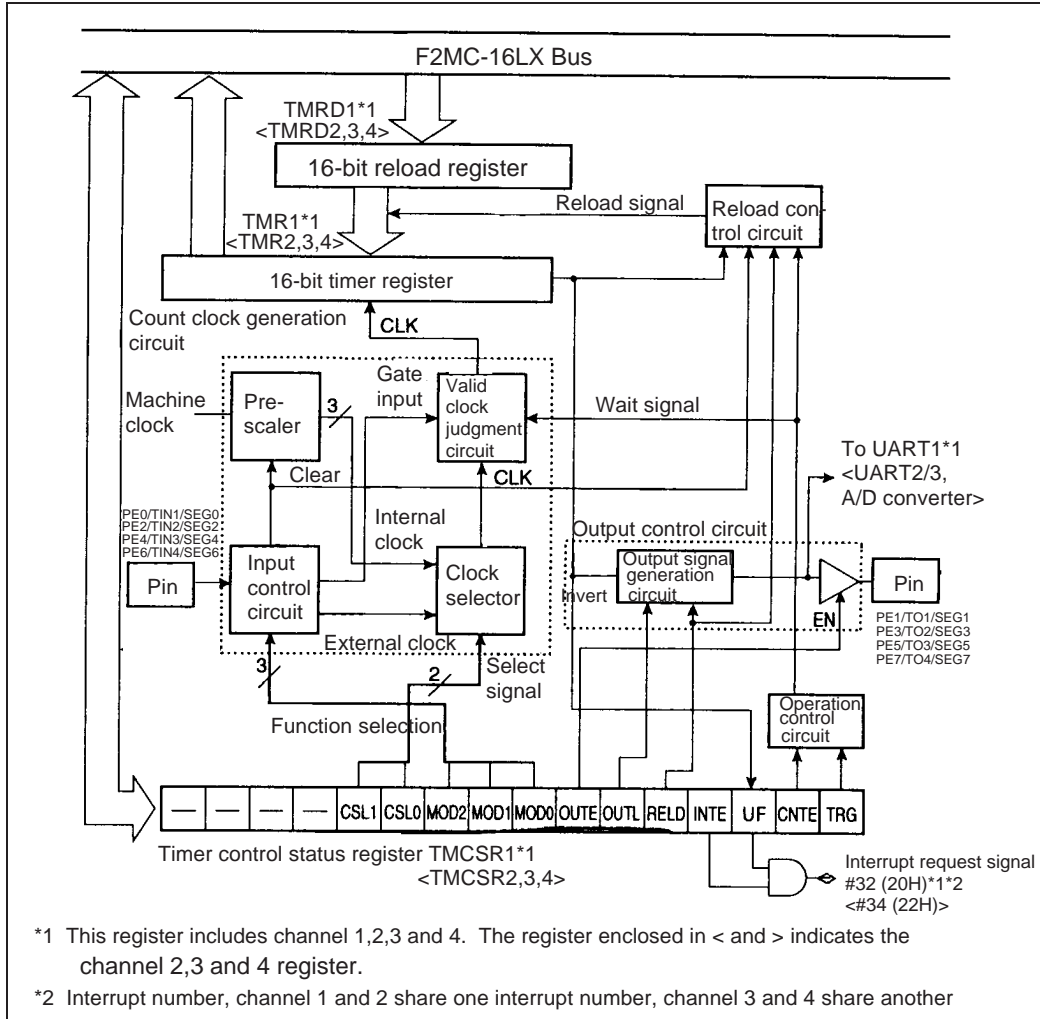 F2MC-16LX Bus
TMRD1*1
<TMRD2,3,4>
16-bit reload register
Reload signal
Reload con-
trol circuit
TMR1*1
<TMR2,3,4>
16-bit timer register
Count clock generation
circuit
CLK
Machine
clock
Pre-
scaler
3
Gate
input
Valid
clock
judgment
circuit
Wait signal
Clear
CLK
To UART1*1
<UART2/3,
A/D converter>
PE0/TIN1/SEG0
PE2/TIN2/SEG2
PE4/TIN3/SEG4
PE6/TIN4/SEG6
Internal
clock
Output control circuit
Pin
Input
control
circuit
Clock
selector
Invert
Output signal
generation
circuit
EN
Pin
PE1/TO1/SEG1
PE3/TO2/SEG3
PE5/TO3/SEG5
PE7/TO4/SEG7
External clock
3
2
Select
signal
Function selection
Operation
control
circuit
— — — — CSL1 CSL0 MOD2 MOD1 MOD0 OUTE OUTL RELD INTE UF CNTE TRG
Timer control status register TMCSR1*1
<TMCSR2,3,4>
Interrupt request signal
#32 (20H)*1*2
<#34 (22H)>
*1 This register includes channel 1,2,3 and 4. The register enclosed in < and > indicates the
channel 2,3 and 4 register.
*2 Interrupt number, channel 1 and 2 share one interrupt number, channel 3 and 4 share another